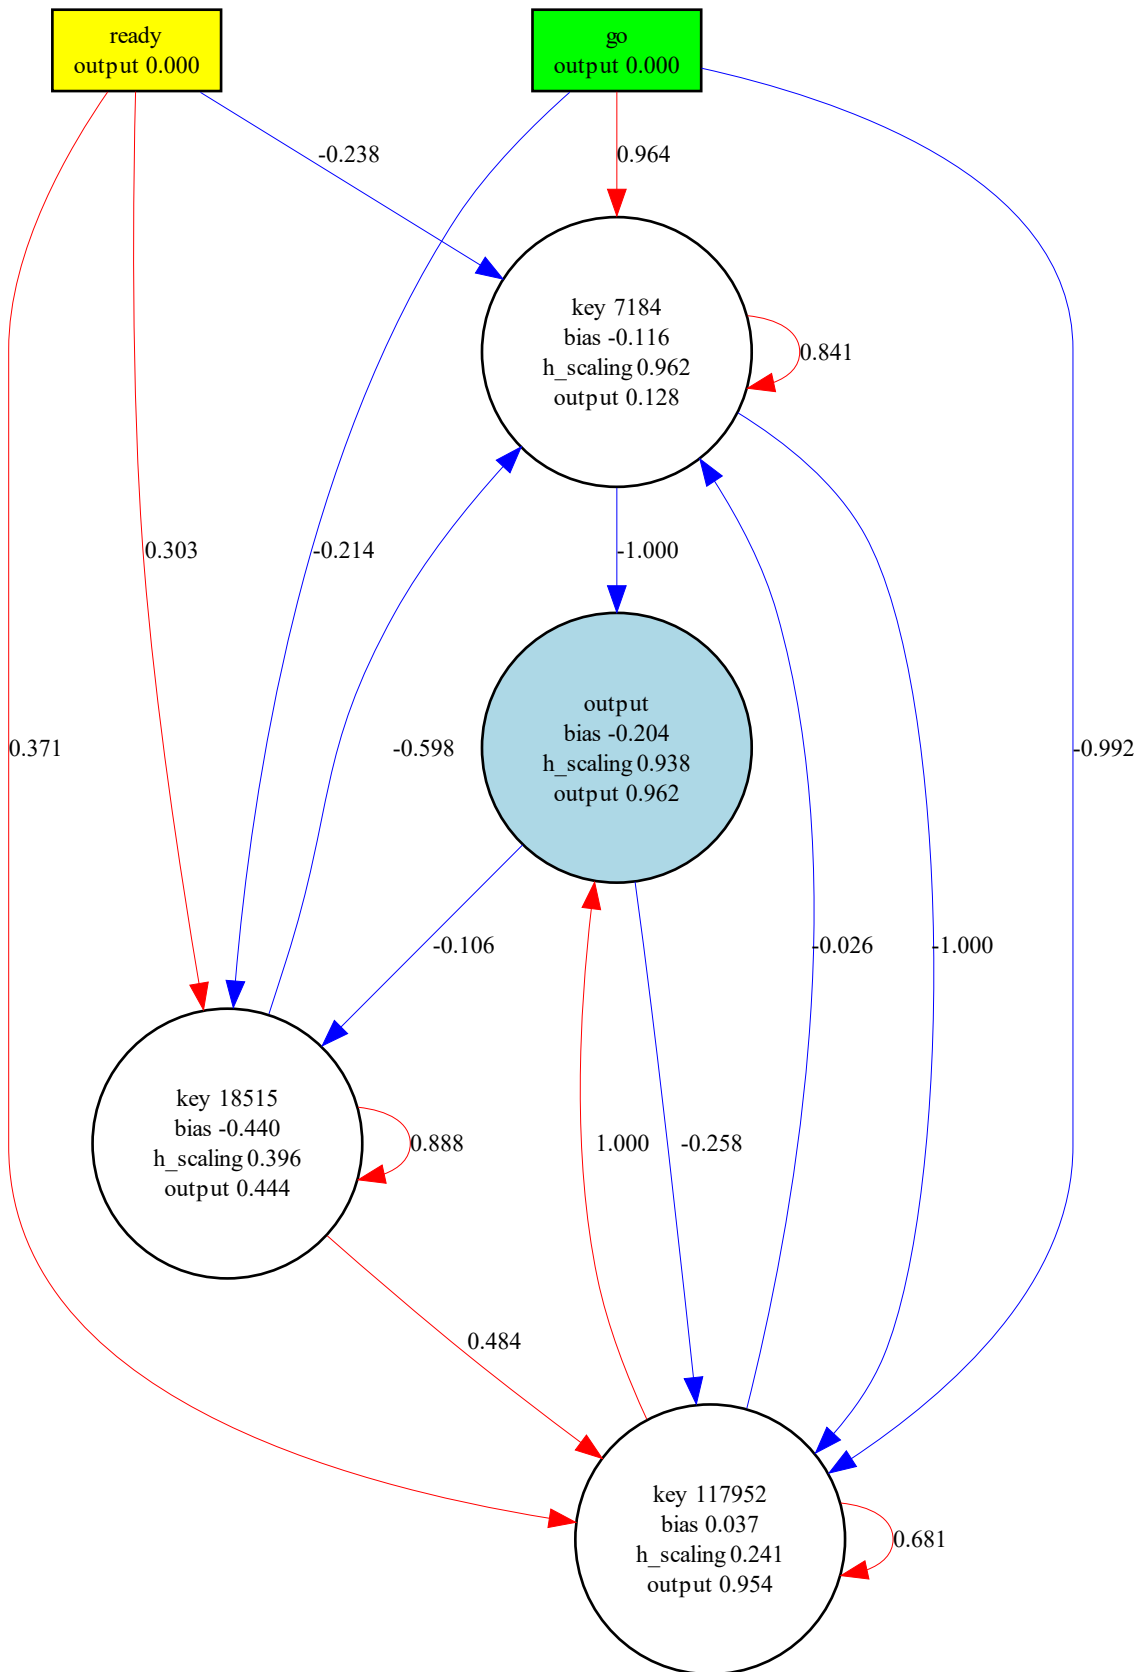 ready
output 0.000
go
output 0.000
-0.238
0.964
key 7184
bias -0.116
h_scaling 0.962
output 0.128
0.841
0.303
-0.214
-1.000
output
bias -0.204
h_scaling 0.938
output 0.962
0.371
-0.598
-0.992
-0.106
-0.026
-1.000
key 18515
bias -0.440
h_scaling 0.396
output 0.444
0.888
1.000
-0.258
0.484
key 117952
bias 0.037
h_scaling 0.241
output 0.954
0.681